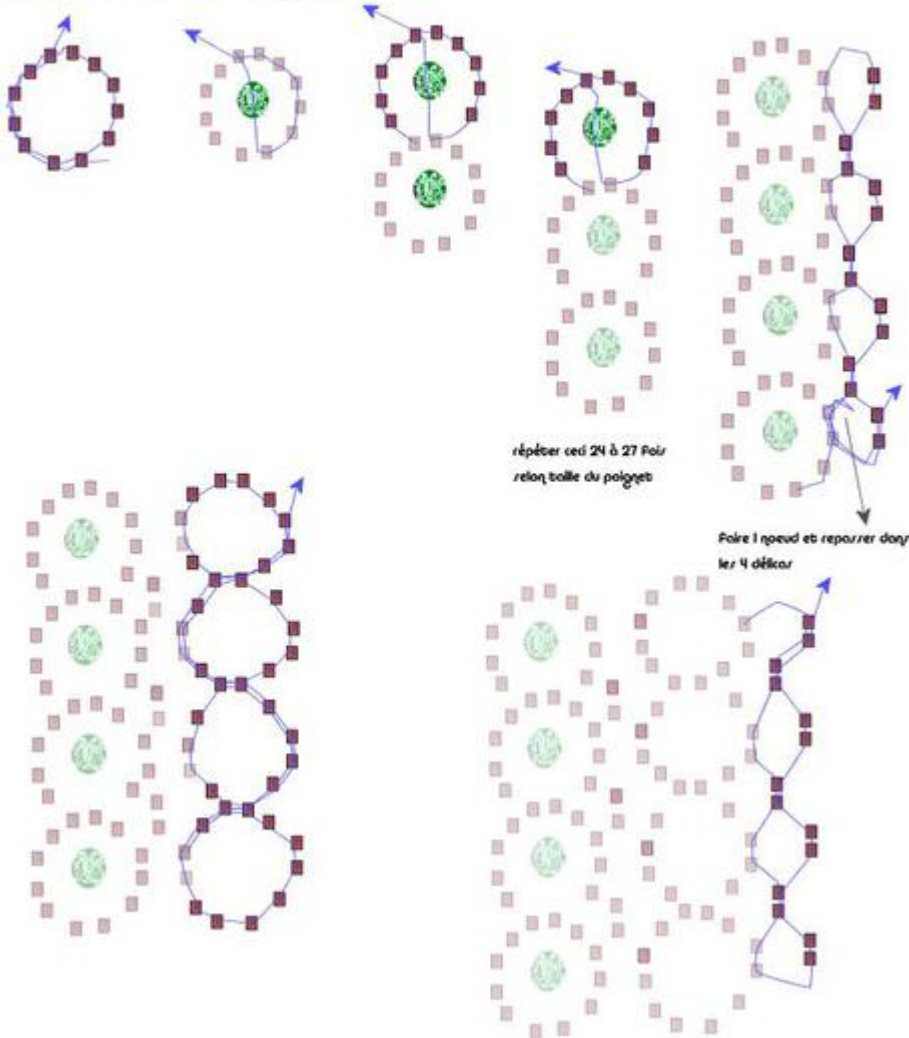 répéter ceci 24 à 27 fois
selon taille du poignet
Faire 1 noeud et repasser dans
les 4 délicas